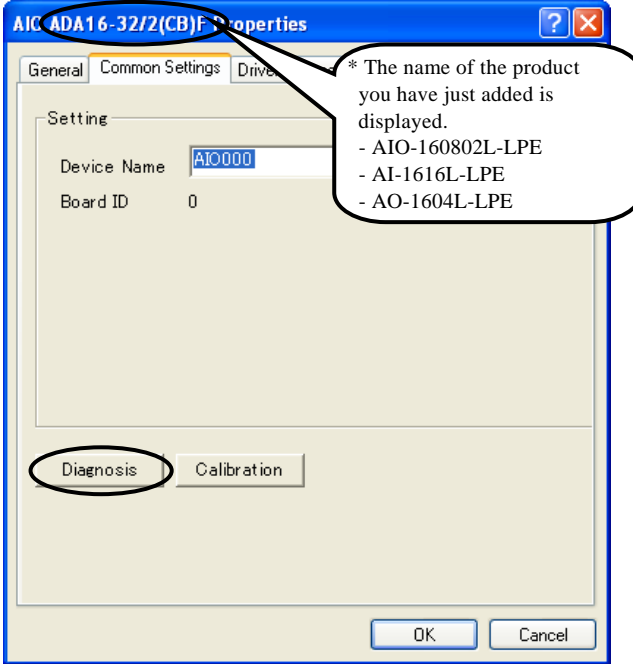 AIO ADA16-32/2(CB)F Properties
General
Common Settings
Driver
* The name of the product
you have just added is
displayed.
- AIO-160802L-LPE
- AI-1616L-LPE
- AO-1604L-LPE
Setting
Device Name
AIO000
Board ID
0
Diagnosis
Calibration
OK
Cancel